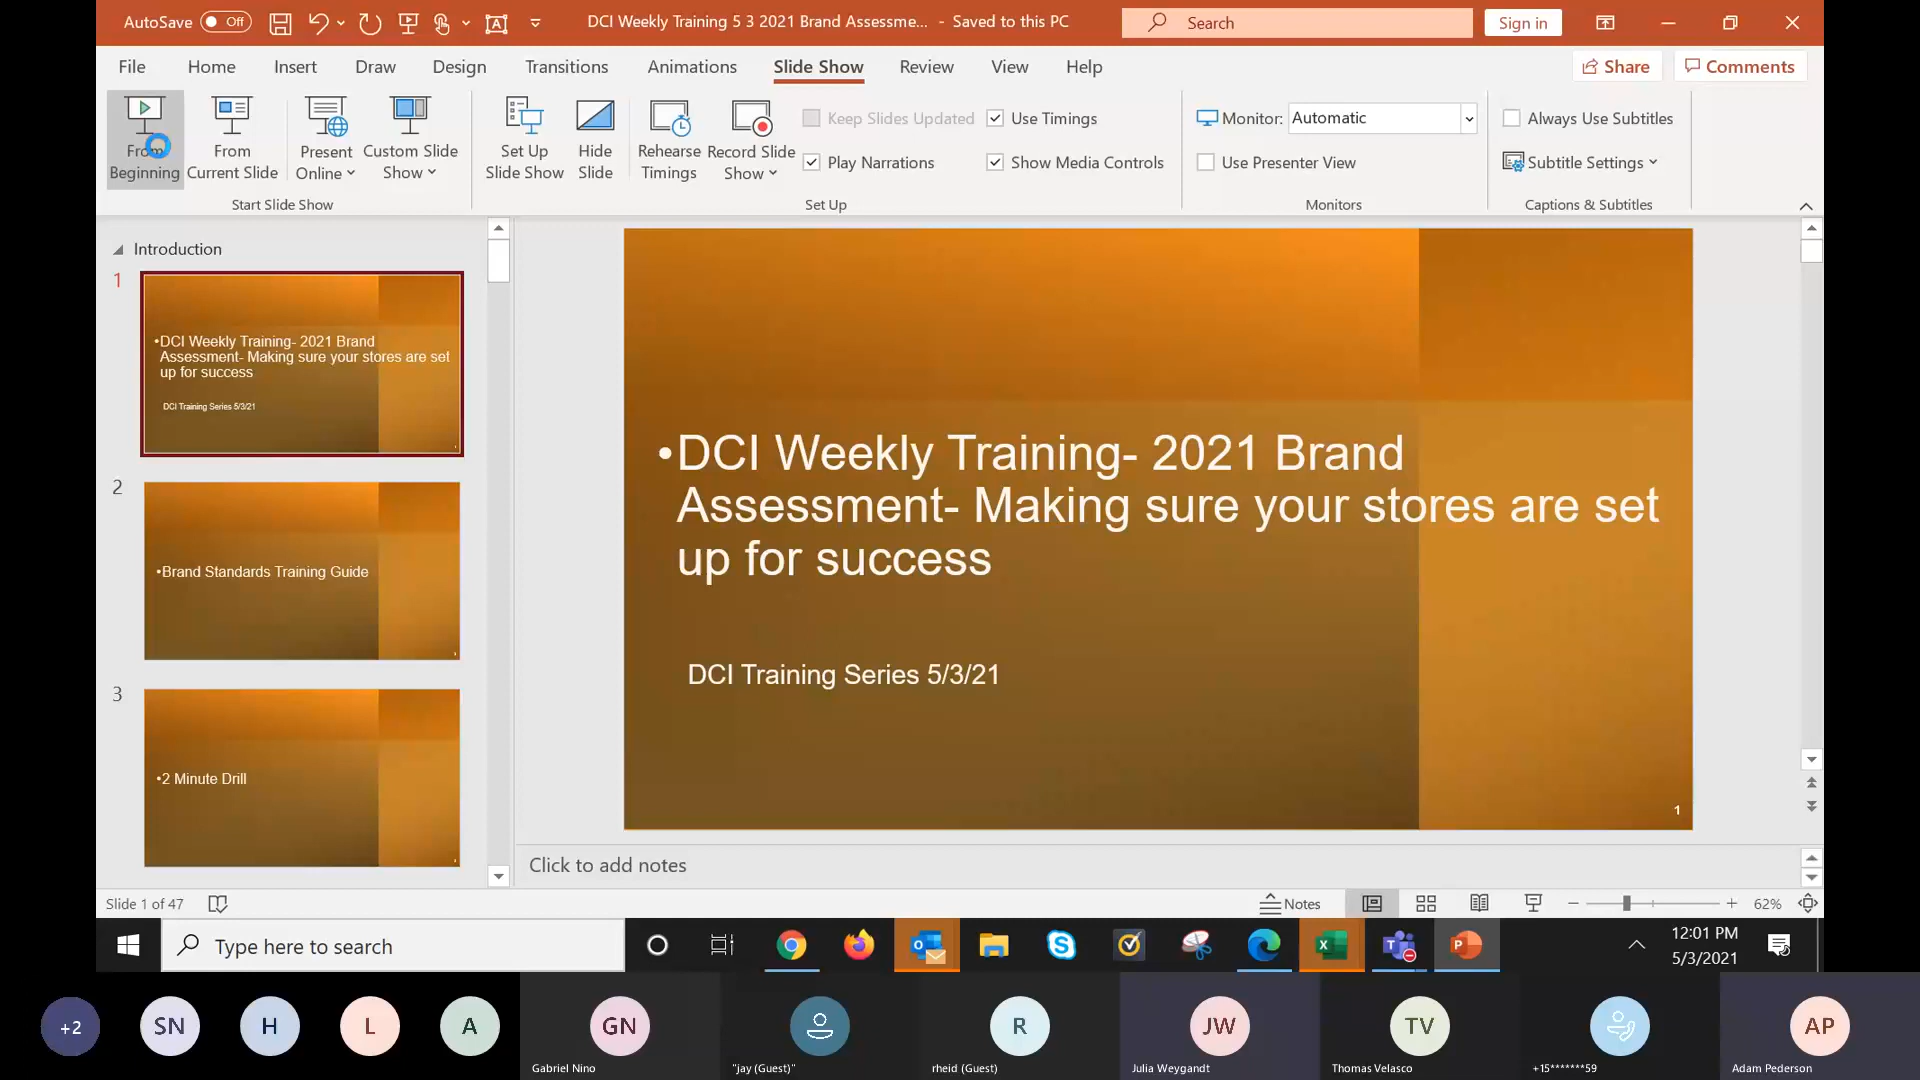 AutoSave Off DCI Weekly Training 5 3 2021 Brand Assessme... - Saved to this PC Search Sign in
File Home Insert Draw Design Transitions Animations Slide Show Review View Help Share Comments
From Beginning
From Current Slide
Present Online
Custom Slide Show
Set Up Slide Show
Hide Slide
Rehearse Timings
Record Slide Show
Keep Slides Updated
Use Timings
Play Narrations
Show Media Controls
Monitor: Automatic
Use Presenter View
Always Use Subtitles
Subtitle Settings
Start Slide Show Set Up Monitors Captions & Subtitles
Introduction
1
•DCI Weekly Training- 2021 Brand
Assessment- Making sure your stores are set
up for success
DCI Training Series 5/3/21
2
•Brand Standards Training Guide
3
•2 Minute Drill
•DCI Weekly Training- 2021 Brand
Assessment- Making sure your stores are set
up for success
DCI Training Series 5/3/21
1
Click to add notes
Slide 1 of 47 Notes 62%
Type here to search
12:01 PM
5/3/2021
+2 SN H L A GN R JW TV AP
Gabriel Nino "jay (Guest)" rheid (Guest) Julia Weygandt Thomas Velasco +15*******59 Adam Pederson